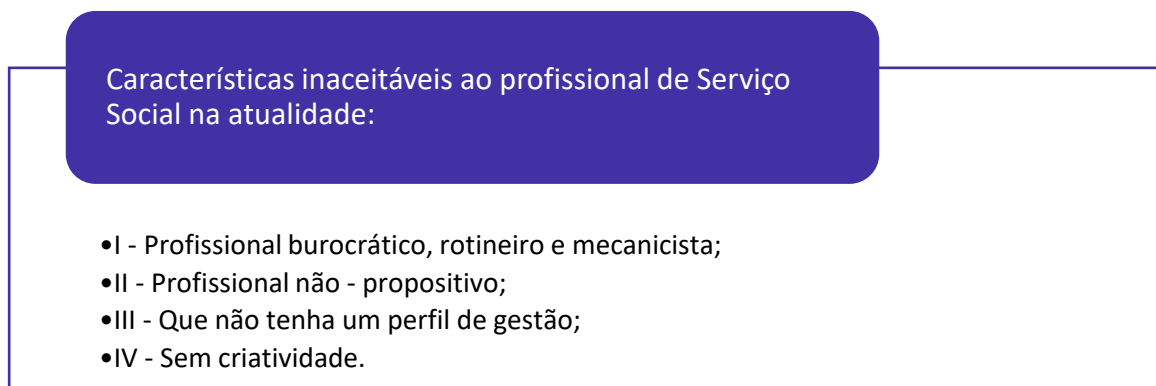 Características inaceitáveis ao profissional de Serviço
Social na atualidade:
•I - Profissional burocrático, rotineiro e mecanicista;
•II - Profissional não - propositivo;
•III - Que não tenha um perfil de gestão;
•IV - Sem criatividade.